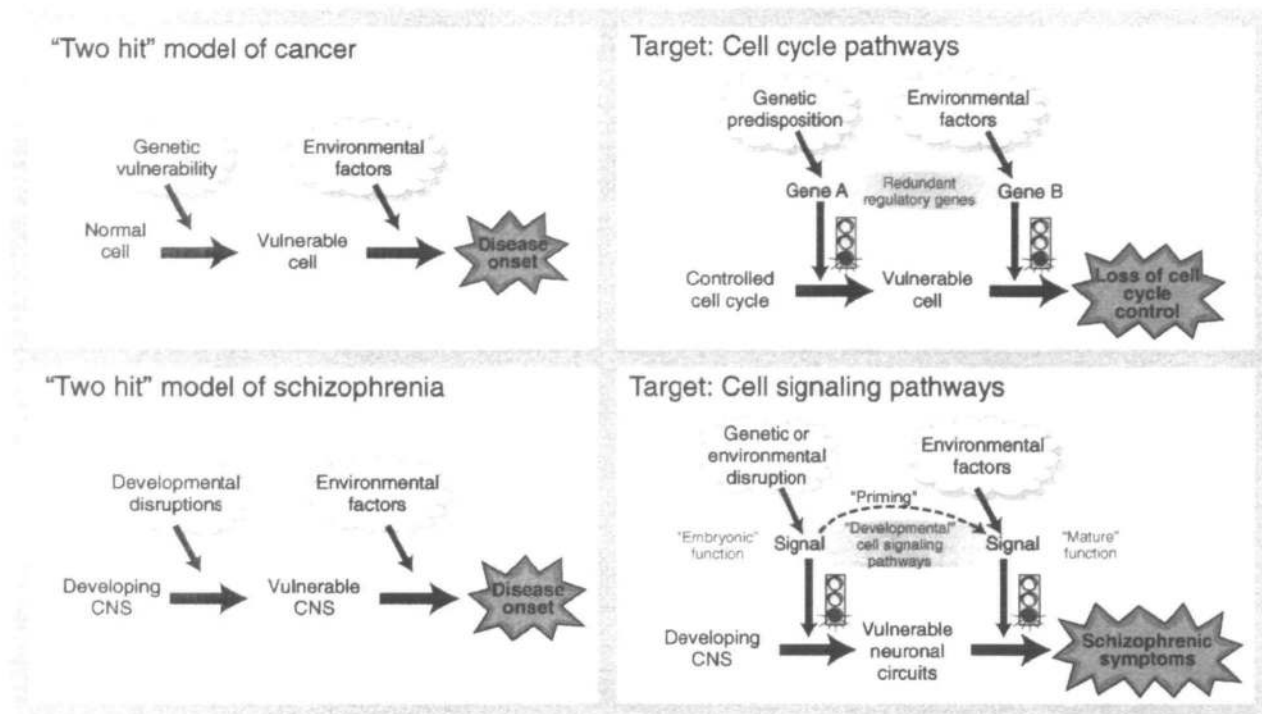 “Two hit” model of cancer
Genetic
vulnerability
Environmental
factors
Normal
cell
Vulnerable
cell
Disease
onset
Target: Cell cycle pathways
Genetic
predisposition
Environmental
factors
Gene A
Redundant
regulatory genes
Gene B
Controlled
cell cycle
Vulnerable
cell
Loss of cell
cycle
control
“Two hit” model of schizophrenia
Developmental
disruptions
Environmental
factors
Developing
CNS
Vulnerable
CNS
Disease
onset
Target: Cell signaling pathways
Genetic or
environmental
disruption
Environmental
factors
"Priming"
"Embryonic"
function
Signal
"Developmental"
cell signaling
pathways
Signal
"Mature"
function
Developing
CNS
Vulnerable
neuronal
circuits
Schizophrenic
symptoms